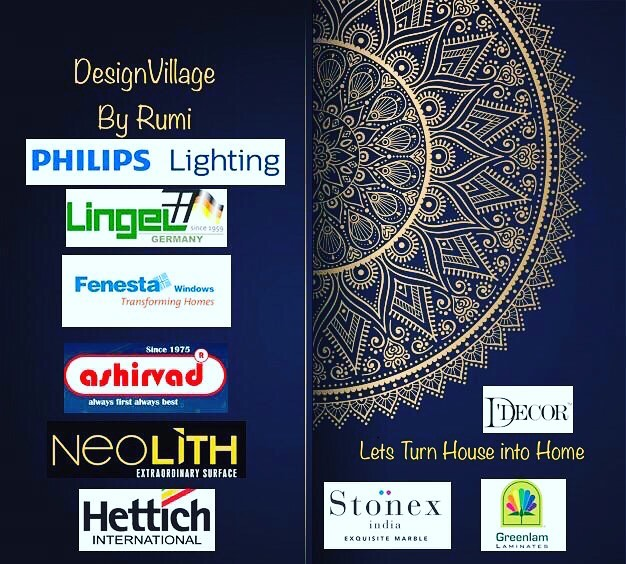 DesignVillage
By Rumi
PHILIPS Lighting
LingeL
since 1959
GERMANY
Fenesta Windows
Transforming Homes
Since 1975
ashirvad ®
always first always best
NEOLITH
EXTRAORDINARY SURFACE
Hettich
INTERNATIONAL
D'DECOR™
Lets Turn House into Home
Stonex
india
EXQUISITE MARBLE
Greenlam
LAMINATES